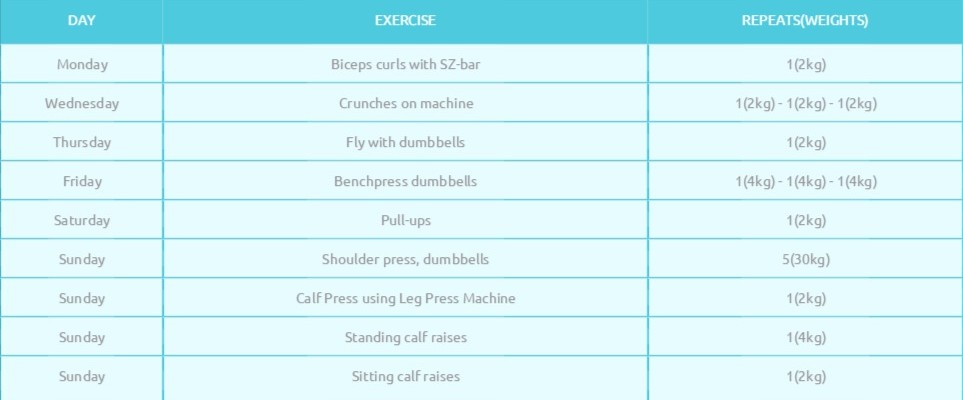 DAY EXERCISE REPEATS(WEIGHTS)
Monday Biceps curls with SZ-bar 1(2kg)
Wednesday Crunches on machine 1(2kg) - 1(2kg) - 1(2kg)
Thursday Fly with dumbbells 1(2kg)
Friday Benchpress dumbbells 1(4kg) - 1(4kg) - 1(4kg)
Saturday Pull-ups 1(2kg)
Sunday Shoulder press, dumbbells 5(30kg)
Sunday Calf Press using Leg Press Machine 1(2kg)
Sunday Standing calf raises 1(4kg)
Sunday Sitting calf raises 1(2kg)